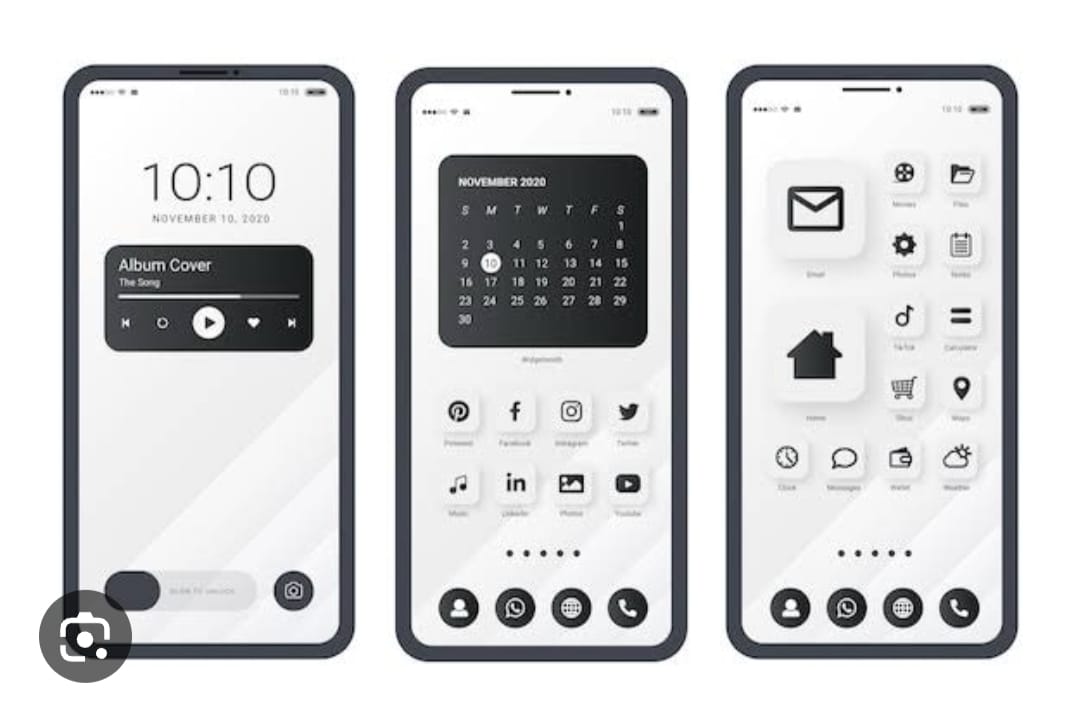 10:10
10:10
NOVEMBER 10, 2020
Album Cover
The Song
SLIDE TO UNLOCK
10:10
NOVEMBER 2020
S M T W T F S
1
2 3 4 5 6 7 8
9 10 11 12 13 14 15
16 17 18 19 20 21 22
23 24 25 26 27 28 29
30
Widgetsmith
Pinterest Facebook Instagram Twitter
in
Music LinkedIn Photos Youtube
10:10
Movies Files
Email Photos Notes
TikTok Calculator
Home Shop Maps
Clock Messages Wallet Weather